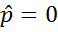 p̂ = 0